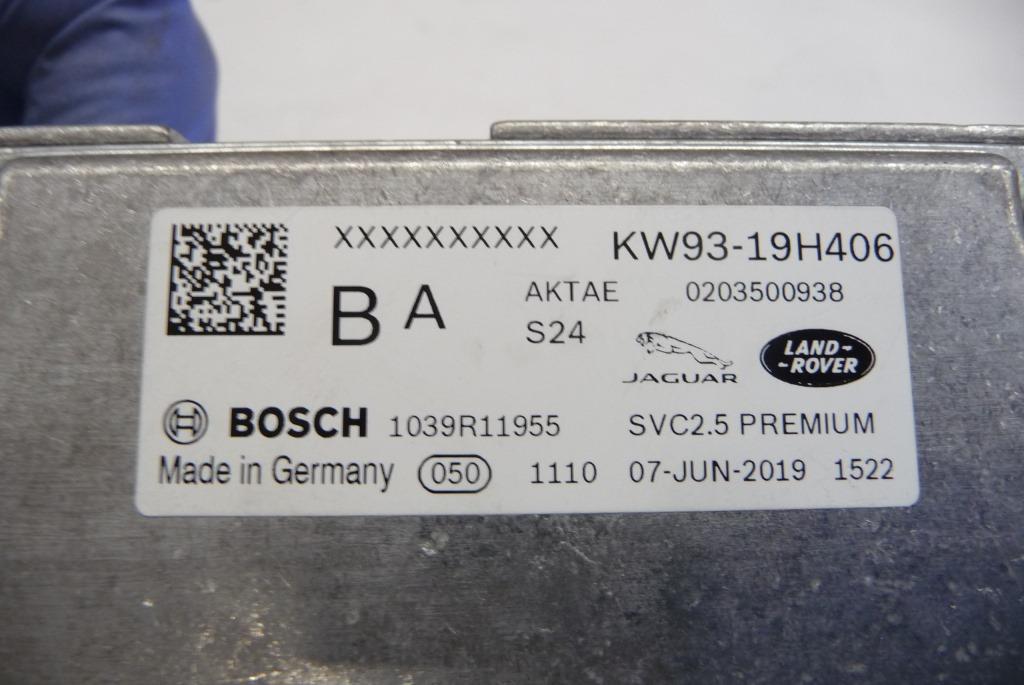 XXXXXXXXXX KW93-19H406
B A AKTAE 0203500938
S24
JAGUAR LAND-
-ROVER
BOSCH 1039R11955 SVC2.5 PREMIUM
Made in Germany 050 1110 07-JUN-2019 1522